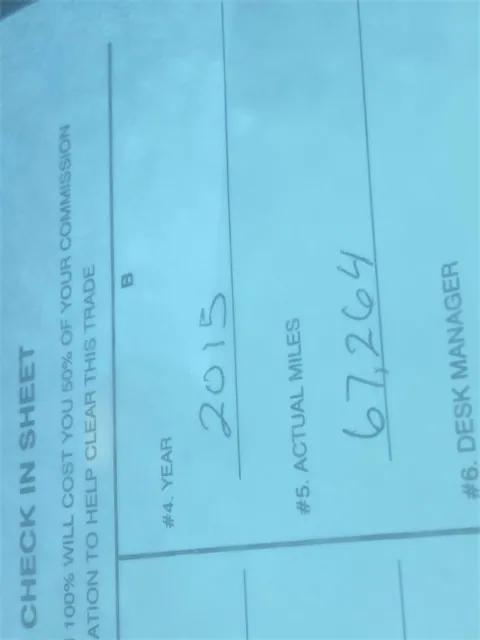 CHECK IN SHEET
100% WILL COST YOU 50% OF YOUR COMMISSION
ATION TO HELP CLEAR THIS TRADE
B
#4. YEAR
2015
#5. ACTUAL MILES
67,264
#6. DESK MANAGER